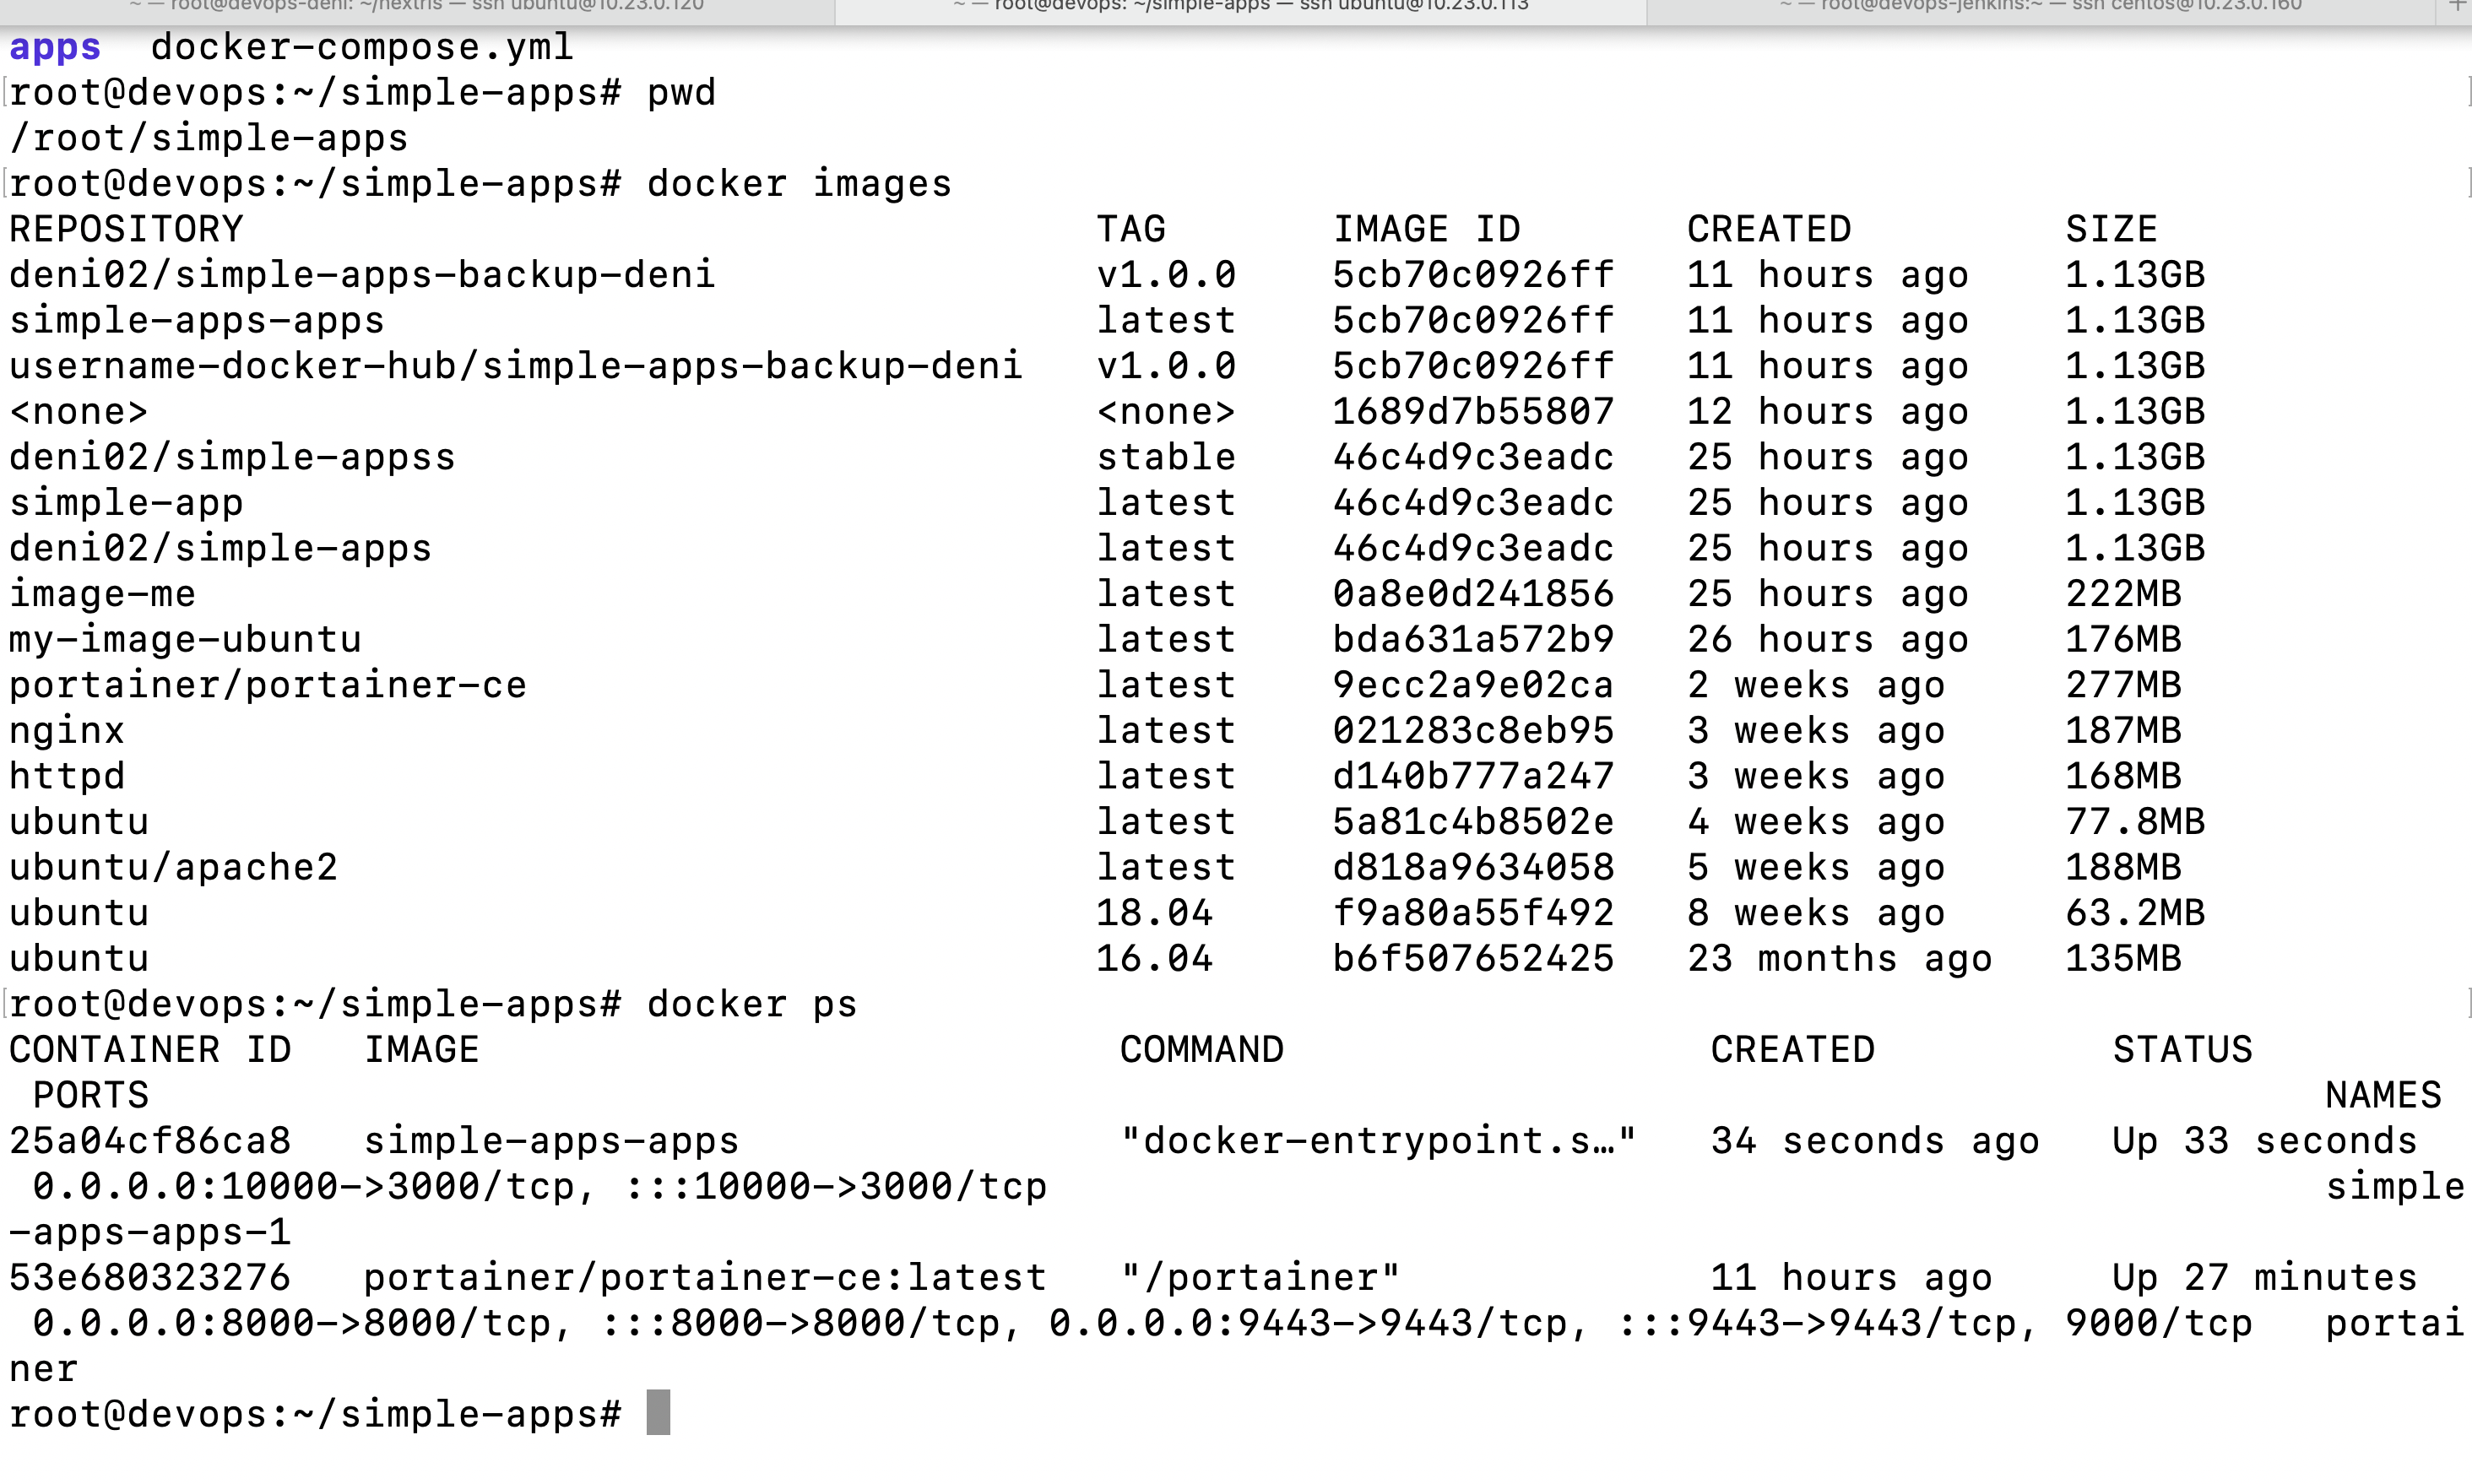 ~ — root@devops-deni: ~/nextris — ssh ubuntu@10.23.0.120
~ — root@devops: ~/simple-apps — ssh ubuntu@10.23.0.113
~ — root@devops-jenkins:~ — ssh centos@10.23.0.160
apps  docker-compose.yml
root@devops:~/simple-apps# pwd
/root/simple-apps
root@devops:~/simple-apps# docker images
REPOSITORY TAG IMAGE ID CREATED SIZE
deni02/simple-apps-backup-deni v1.0.0 5cb70c0926ff 11 hours ago 1.13GB
simple-apps-apps latest 5cb70c0926ff 11 hours ago 1.13GB
username-docker-hub/simple-apps-backup-deni v1.0.0 5cb70c0926ff 11 hours ago 1.13GB
<none> <none> 1689d7b55807 12 hours ago 1.13GB
deni02/simple-appss stable 46c4d9c3eadc 25 hours ago 1.13GB
simple-app latest 46c4d9c3eadc 25 hours ago 1.13GB
deni02/simple-apps latest 46c4d9c3eadc 25 hours ago 1.13GB
image-me latest 0a8e0d241856 25 hours ago 222MB
my-image-ubuntu latest bda631a572b9 26 hours ago 176MB
portainer/portainer-ce latest 9ecc2a9e02ca 2 weeks ago 277MB
nginx latest 021283c8eb95 3 weeks ago 187MB
httpd latest d140b777a247 3 weeks ago 168MB
ubuntu latest 5a81c4b8502e 4 weeks ago 77.8MB
ubuntu/apache2 latest d818a9634058 5 weeks ago 188MB
ubuntu 18.04 f9a80a55f492 8 weeks ago 63.2MB
ubuntu 16.04 b6f507652425 23 months ago 135MB
root@devops:~/simple-apps# docker ps
CONTAINER ID IMAGE COMMAND CREATED STATUS
PORTS NAMES
25a04cf86ca8 simple-apps-apps "docker-entrypoint.s…" 34 seconds ago Up 33 seconds
0.0.0.0:10000->3000/tcp, :::10000->3000/tcp simple
-apps-apps-1
53e680323276 portainer/portainer-ce:latest "/portainer" 11 hours ago Up 27 minutes
0.0.0.0:8000->8000/tcp, :::8000->8000/tcp, 0.0.0.0:9443->9443/tcp, :::9443->9443/tcp, 9000/tcp portai
ner
root@devops:~/simple-apps#